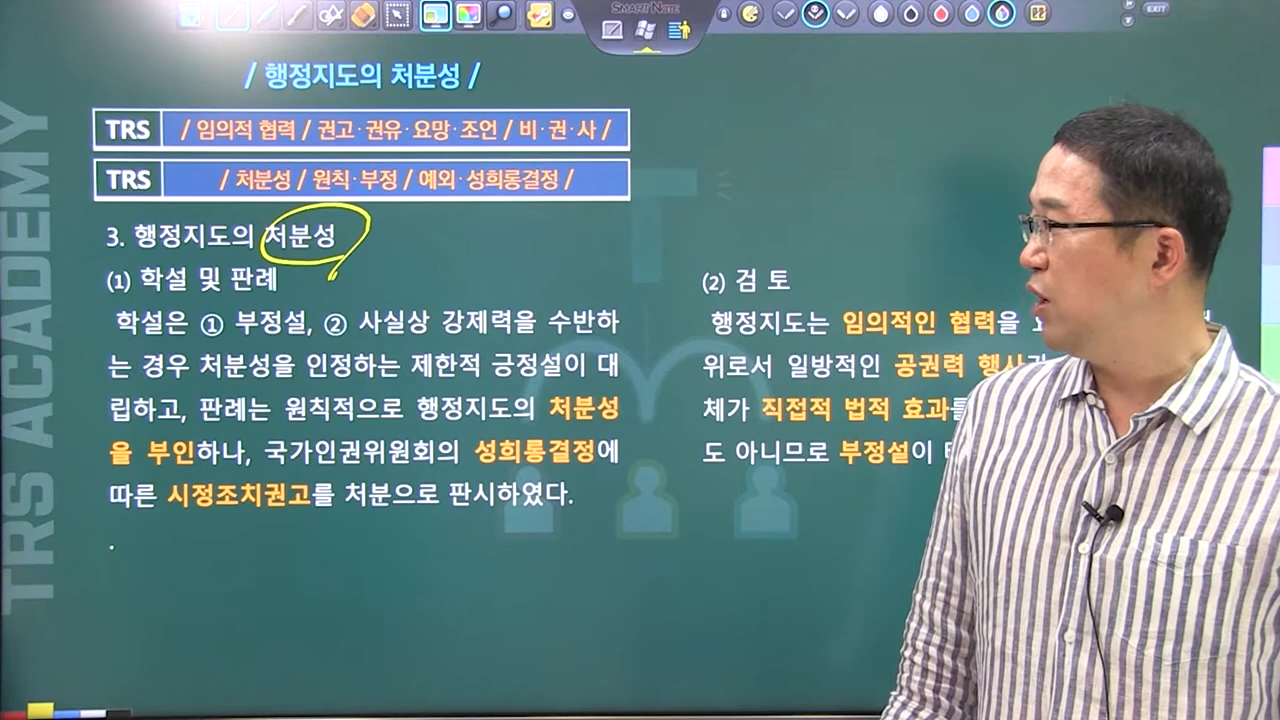 SMART NOTE
EXIT
/ 행정지도의 처분성 /
TRS / 임의적 협력 / 권고·권유·요망·조언 / 비·권·사 /
TRS / 처분성 / 원칙·부정 / 예외·성희롱결정 /
3. 행정지도의 처분성
(1) 학설 및 판례
학설은 ① 부정설, ② 사실상 강제력을 수반하
는 경우 처분성을 인정하는 제한적 긍정설이 대
립하고, 판례는 원칙적으로 행정지도의 처분성
을 부인하나, 국가인권위원회의 성희롱결정에
따른 시정조치권고를 처분으로 판시하였다.
.
(2) 검 토
행정지도는 임의적인 협력을
위로서 일방적인 공권력 행사
체가 직접적 법적 효과를
도 아니므로 부정설이
TRS ACADEMY